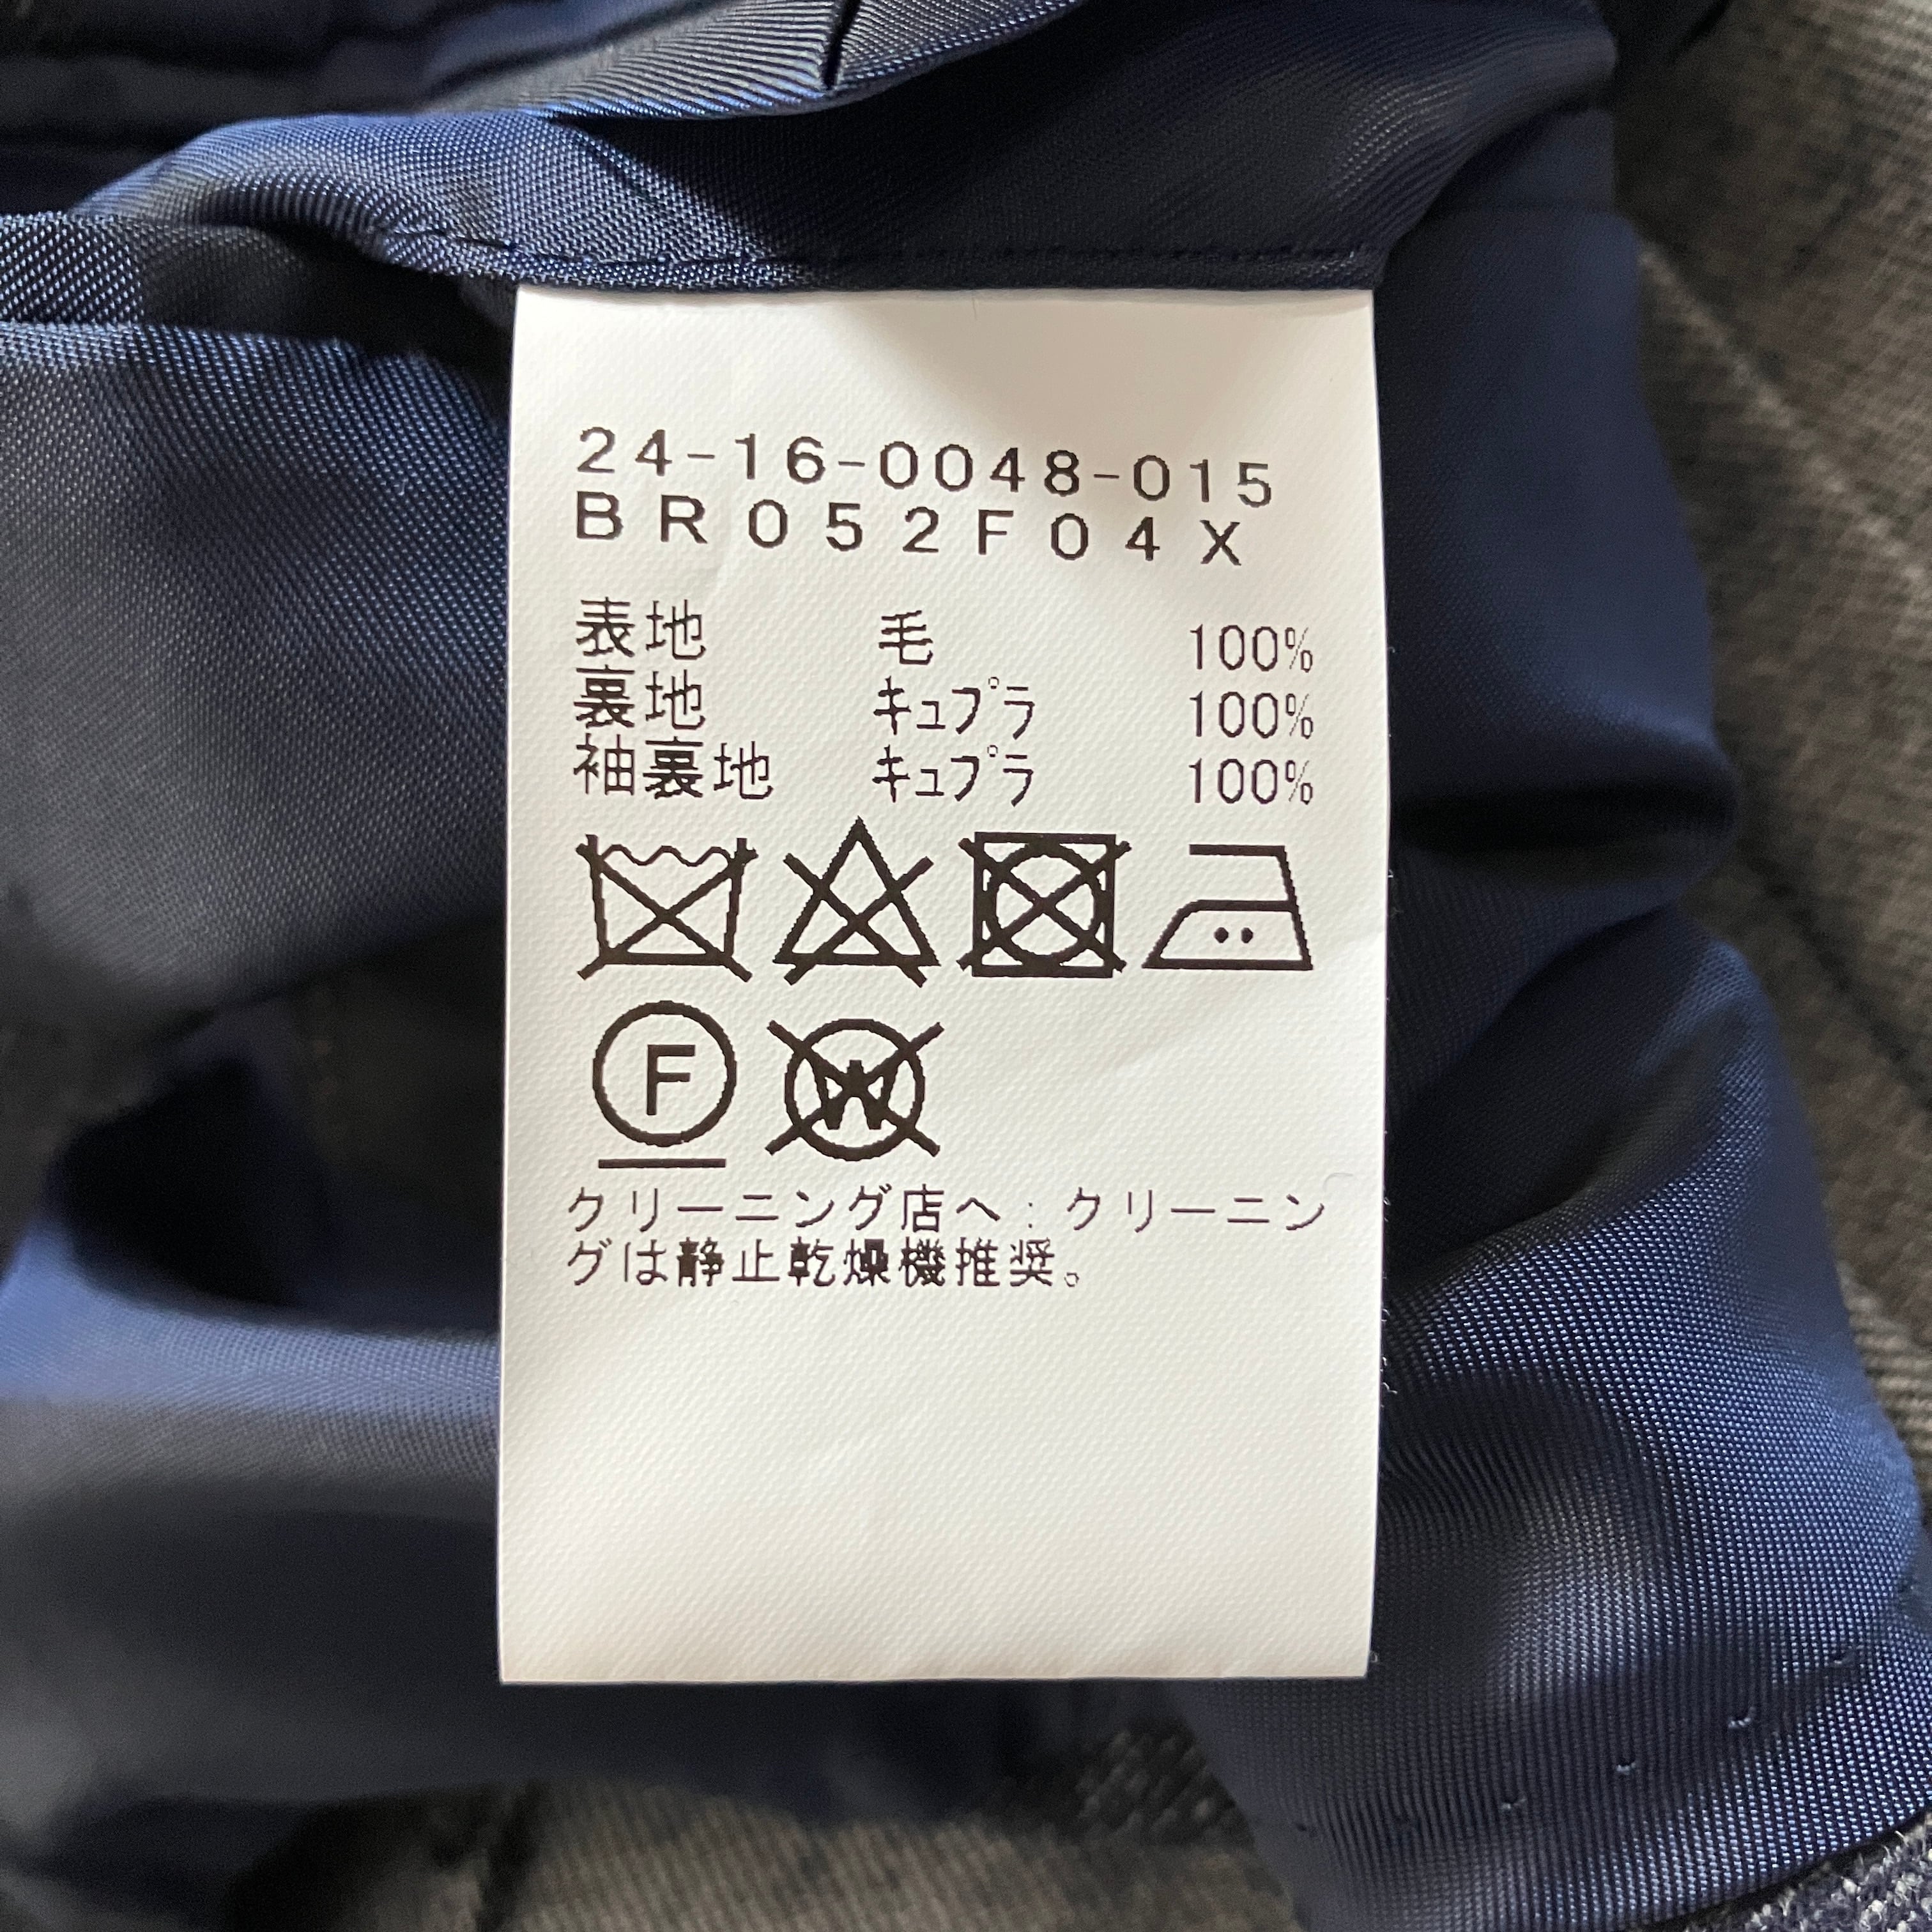 24-16-0048-015
BR052F04X
表地 毛 100%
裏地 キュプラ 100%
袖裏地 キュプラ 100%
F W
クリーニング店へ：クリーニン
グは静止乾燥機推奨。